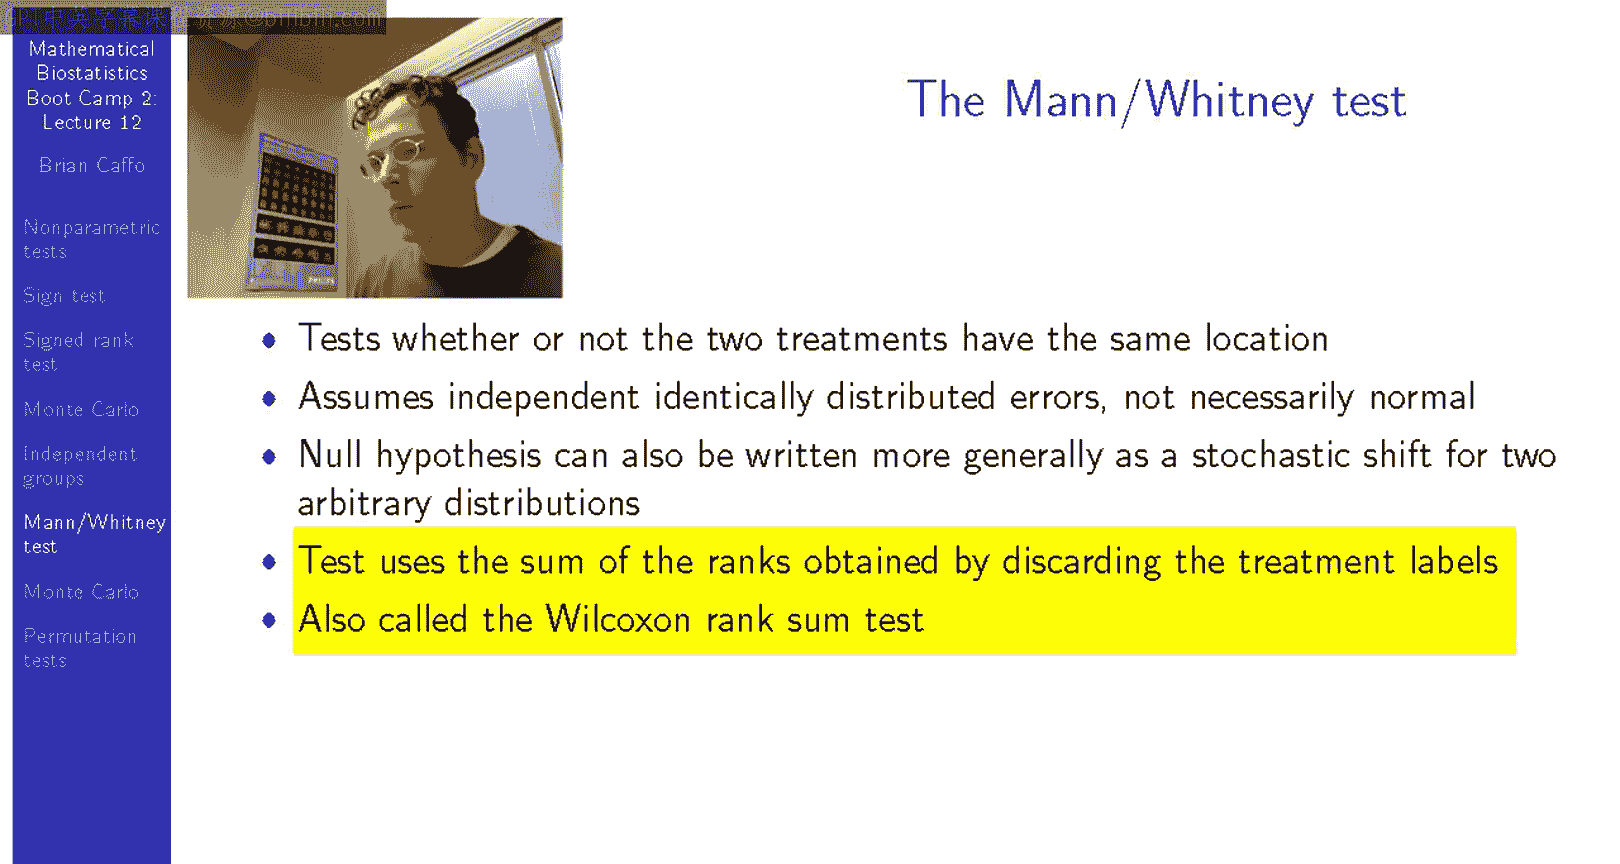 Mathematical
Biostatistics
Boot Camp 2:
Lecture 12
Brian Caffo
Nonparametric
tests
Sign test
Signed rank
test
Monte Carlo
Independent
groups
Mann/Whitney
test
Monte Carlo
Permutation
tests
The Mann/Whitney test
• Tests whether or not the two treatments have the same location
• Assumes independent identically distributed errors, not necessarily normal
• Null hypothesis can also be written more generally as a stochastic shift for two
arbitrary distributions
• Test uses the sum of the ranks obtained by discarding the treatment labels
• Also called the Wilcoxon rank sum test